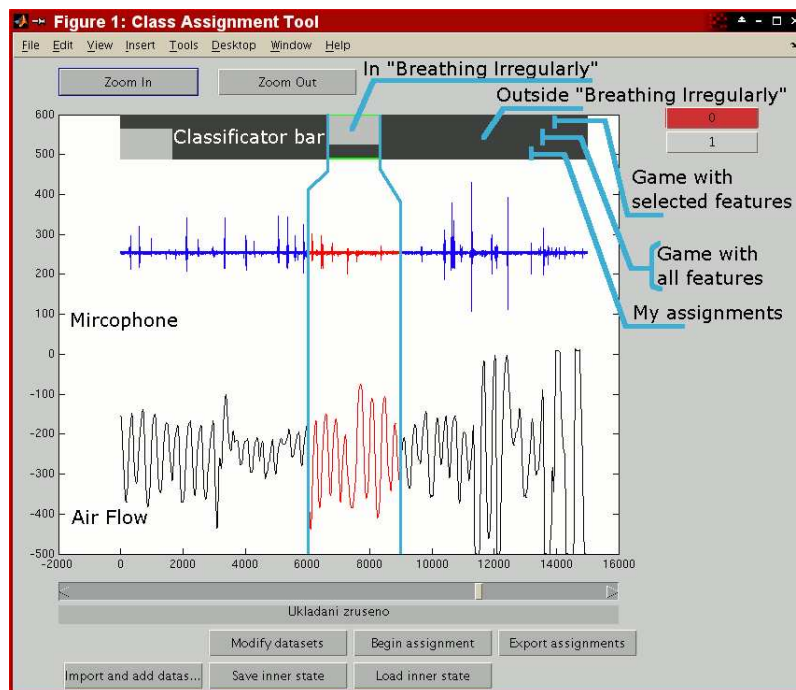 Figure 1: Class Assignment Tool
File Edit View Insert Tools Desktop Window Help
Zoom In
Zoom Out
In "Breathing Irregularly"
Outside "Breathing Irregularly"
0
1
Classificator bar
Game with
selected features
Game with
all features
My assignments
Mircophone
Air Flow
600
500
400
300
200
100
0
-100
-200
-300
-400
-500
-2000 0 2000 4000 6000 8000 10000 12000 14000 16000
Ukladani zruseno
Modify datasets
Begin assignment
Export assignments
Import and add datas...
Save inner state
Load inner state